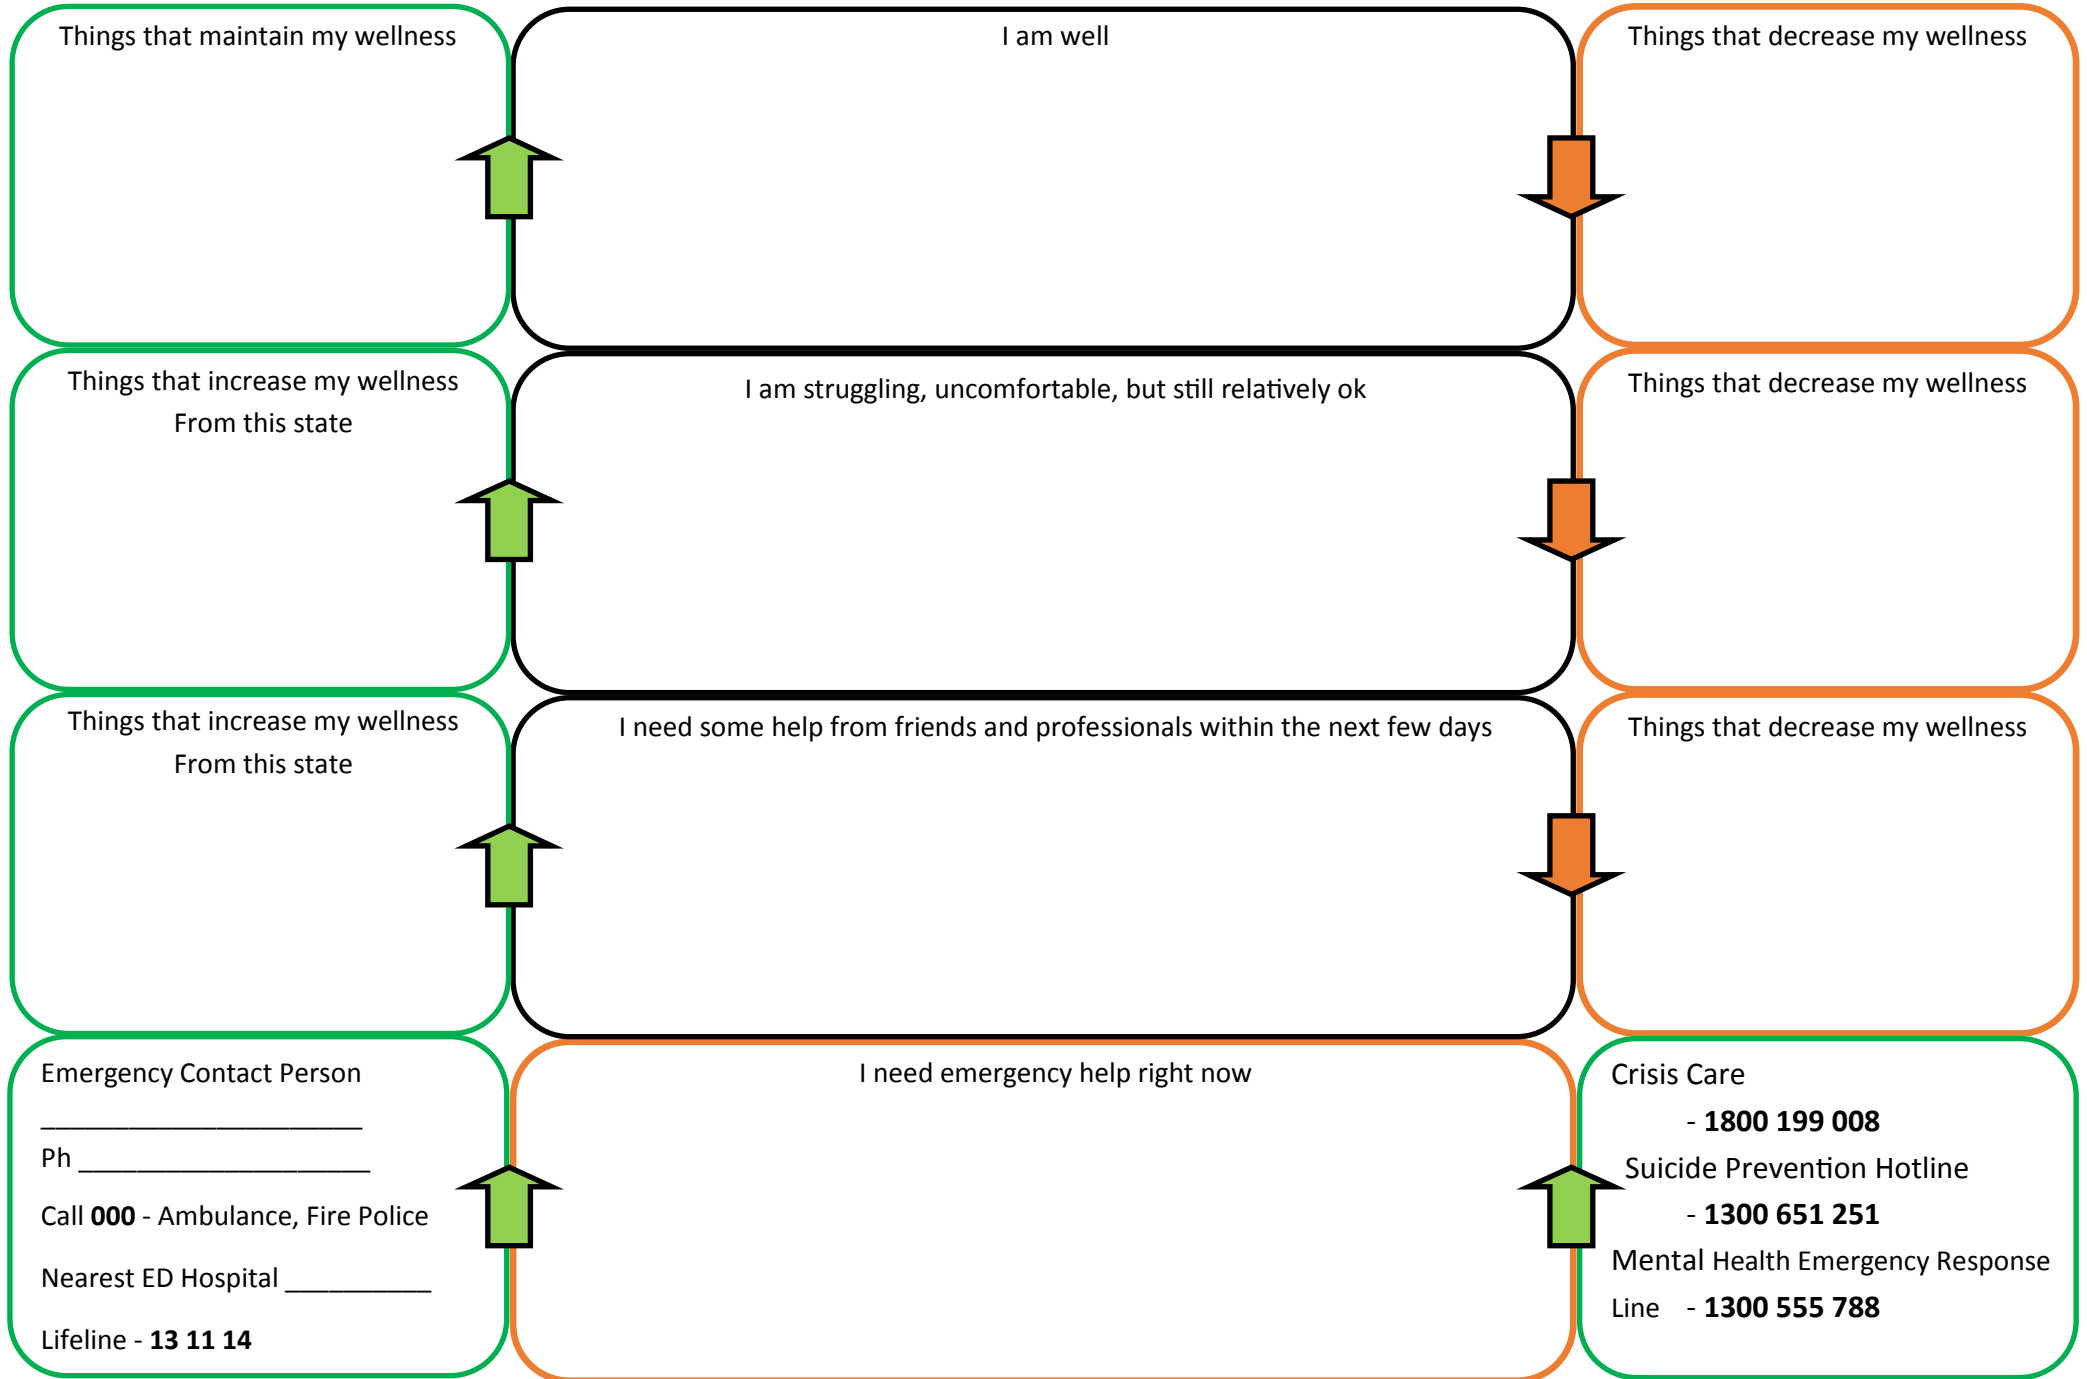 Things that maintain my wellness
I am well
Things that decrease my wellness
Things that increase my wellness
From this state
I am struggling, uncomfortable, but still relatively ok
Things that decrease my wellness
Things that increase my wellness
From this state
I need some help from friends and professionals within the next few days
Things that decrease my wellness
Emergency Contact Person
______________________
Ph ____________________
Call 000 - Ambulance, Fire Police
Nearest ED Hospital __________
Lifeline - 13 11 14
I need emergency help right now
Crisis Care
- 1800 199 008
Suicide Prevention Hotline
- 1300 651 251
Mental Health Emergency Response
Line - 1300 555 788